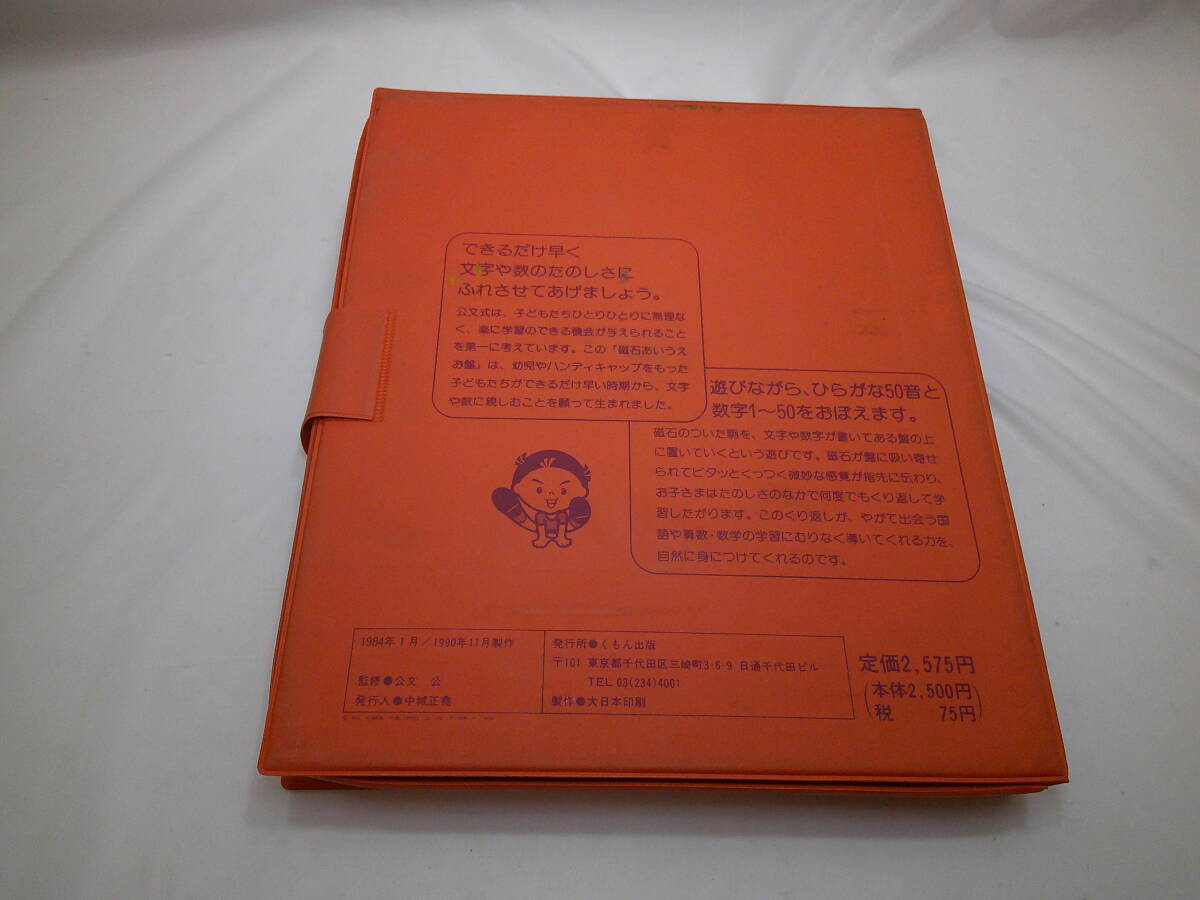 できるだけ早く
文字や数のたのしさに
ふれさせてあげましょう。
公文式は、子どもたちひとりひとりに無理な
く、楽に学習のできる機会が与えられること
を第一に考えています。この「磁石あいうえ
お盤」は、幼児やハンディキャップをもった
子どもたちができるだけ早い時期から、文字
や数に親しむことを願って生まれました。
遊びながら、ひらがな50音と
数字1〜50をおぼえます。
磁石のついた駒を、文字や数字が書いてある盤の上
に置いていくという遊びです。磁石が盤に吸い寄せ
られてピタッとくっつく微妙な感覚が指先に伝わり、
お子さまはたのしさのなかで何度でもくり返して学
習したがります。このくり返しが、やがて出会う国
語や算数・数学の学習にむりなく導いてくれる力を、
自然に身につけてくれるのです。
1984年1月/1990年11月製作
監修●公文 公
発行人●中城正堯
発行所●くもん出版
〒101 東京都千代田区三崎町3-6-9 日通千代田ビル
TEL 03(234)4001
製作●大日本印刷
定価2,575円
(本体2,500円
税 75円)